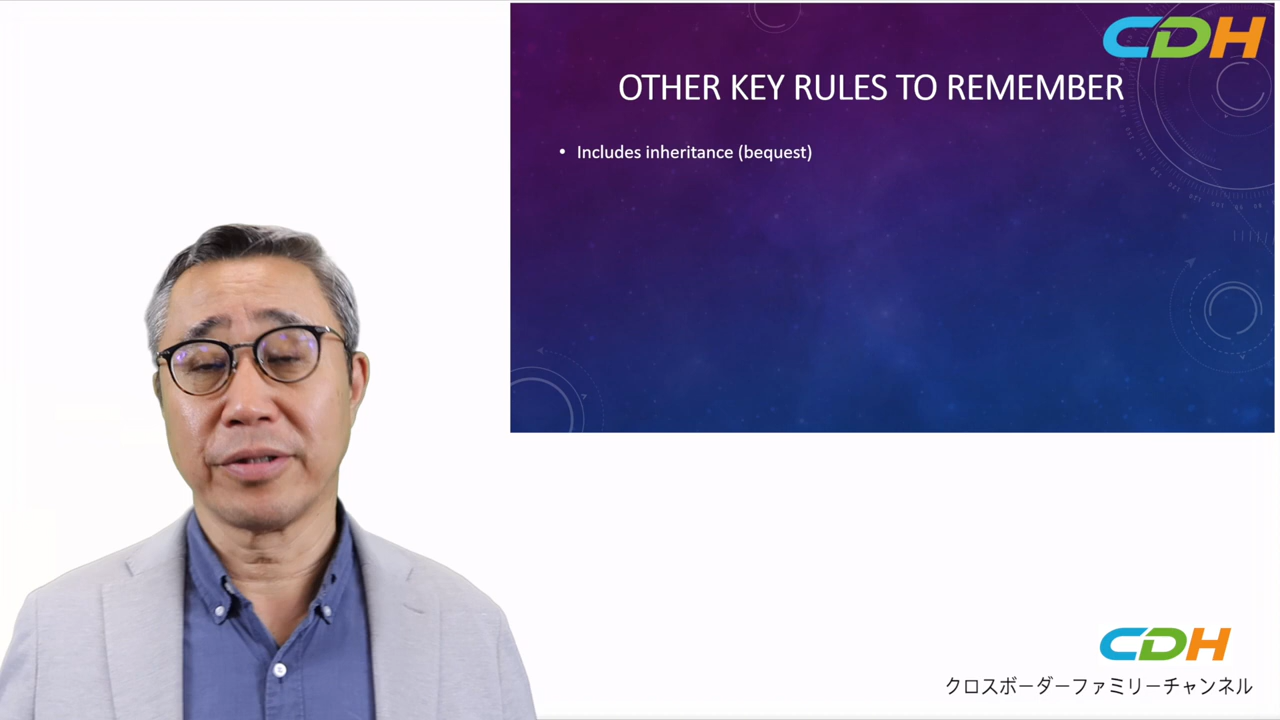 CDH
OTHER KEY RULES TO REMEMBER
• Includes inheritance (bequest)
CDH
クロスボーダーファミリーチャンネル